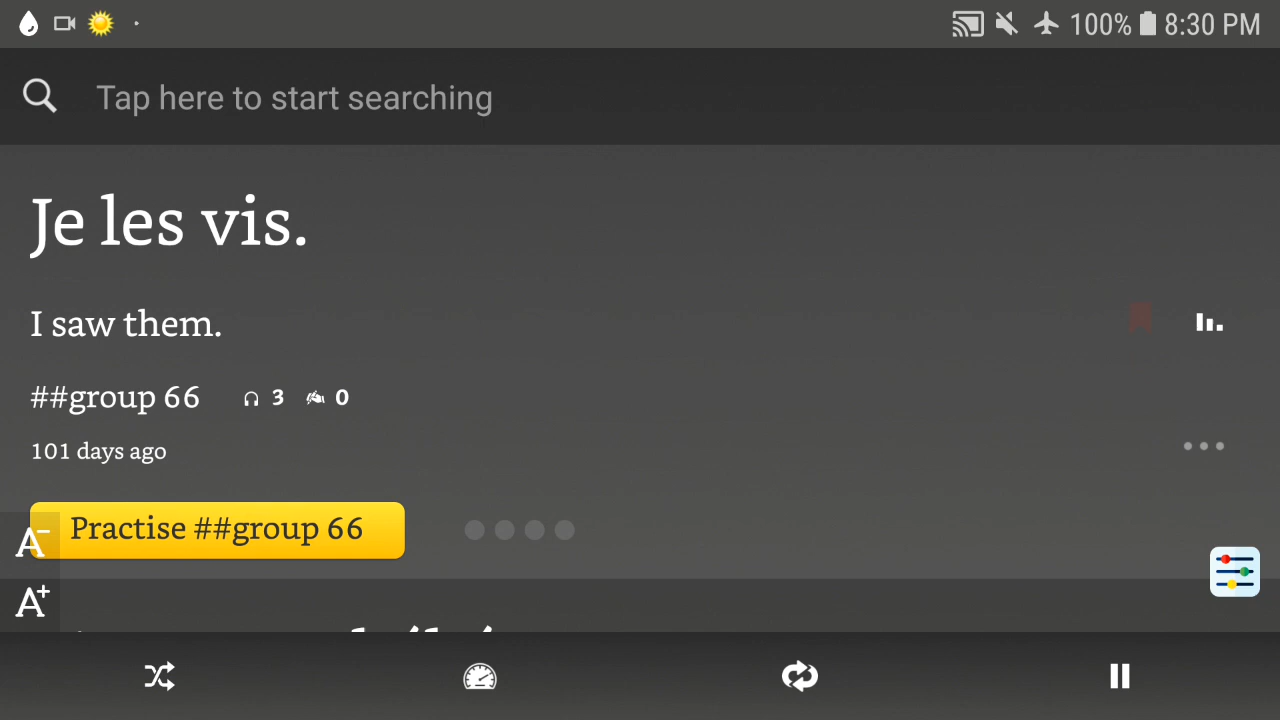 100% 8:30 PM
Tap here to start searching
Je les vis.
I saw them.
##group 66 3 0
101 days ago
Practise ##group 66
A-
A+